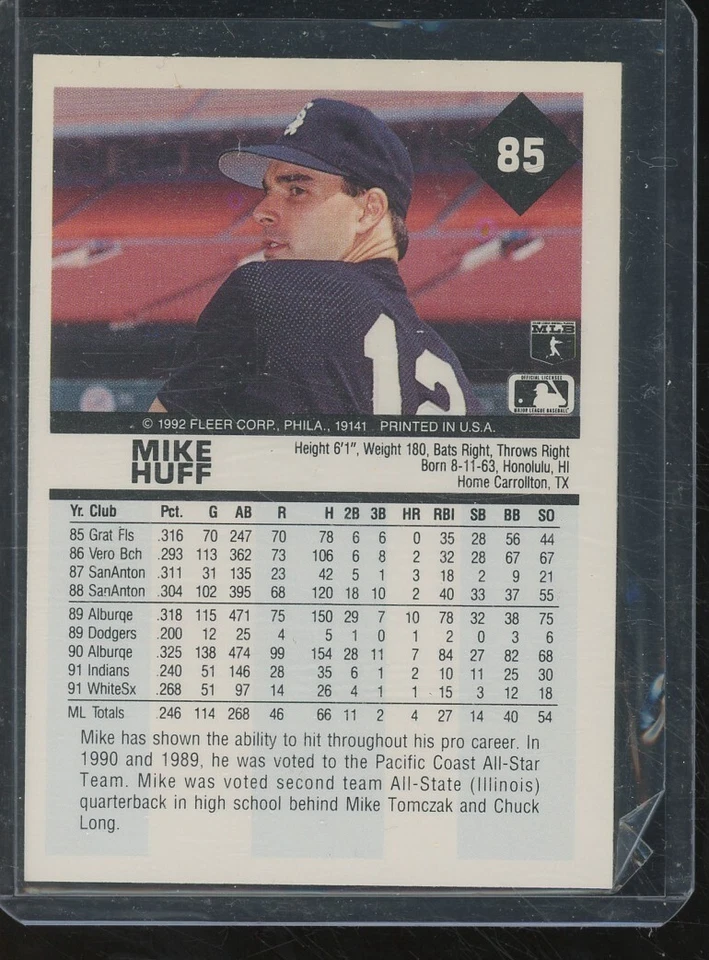 85
12
MLB
OFFICIAL LICENSEE
MAJOR LEAGUE BASEBALL
© 1992 FLEER CORP., PHILA., 19141 PRINTED IN U.S.A.
MIKE
HUFF
Height 6'1", Weight 180, Bats Right, Throws Right
Born 8-11-63, Honolulu, HI
Home Carrollton, TX
Yr. Club Pct. G AB R H 2B 3B HR RBI SB BB SO
85 Grat Fls .316 70 247 70 78 6 6 0 35 28 56 44
86 Vero Bch .293 113 362 73 106 6 8 2 32 28 67 67
87 SanAnton .311 31 135 23 42 5 1 3 18 2 9 21
88 SanAnton .304 102 395 68 120 18 10 2 40 33 37 55
89 Alburqe .318 115 471 75 150 29 7 10 78 32 38 75
89 Dodgers .200 12 25 4 5 1 0 1 2 0 3 6
90 Alburqe .325 138 474 99 154 28 11 7 84 27 82 68
91 Indians .240 51 146 28 35 6 1 2 10 11 25 30
91 WhiteSx .268 51 97 14 26 4 1 1 15 3 12 18
ML Totals .246 114 268 46 66 11 2 4 27 14 40 54
Mike has shown the ability to hit throughout his pro career. In
1990 and 1989, he was voted to the Pacific Coast All-Star
Team. Mike was voted second team All-State (Illinois)
quarterback in high school behind Mike Tomczak and Chuck
Long.